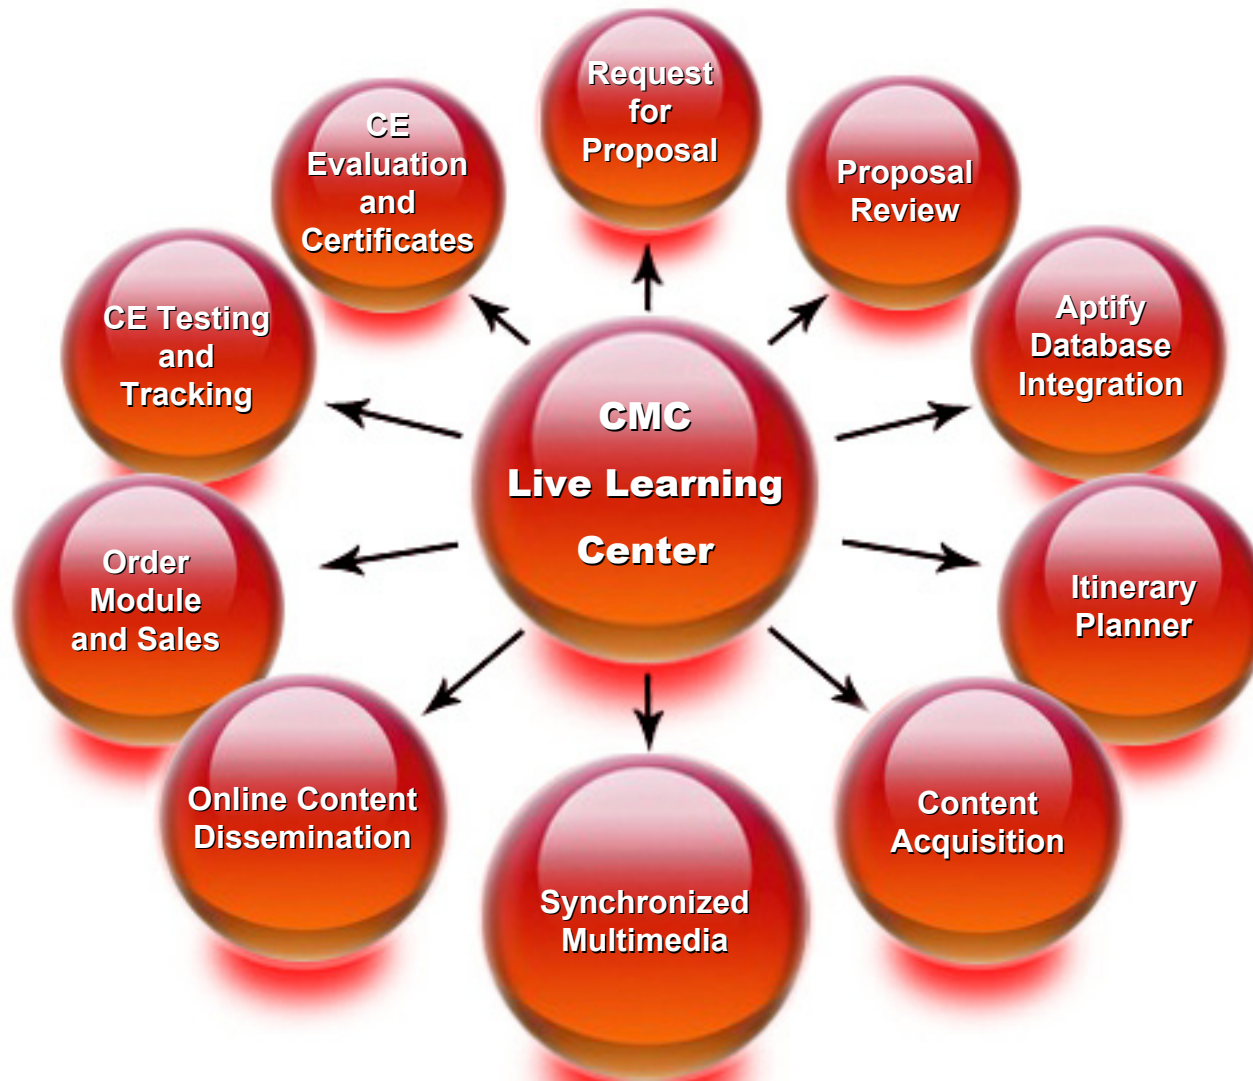 Request
for
Proposal
Proposal
Review
Aptify
Database
Integration
Itinerary
Planner
Content
Acquisition
Synchronized
Multimedia
Online Content
Dissemination
Order
Module
and Sales
CE Testing
and
Tracking
CE
Evaluation
and
Certificates
CMC
Live Learning
Center